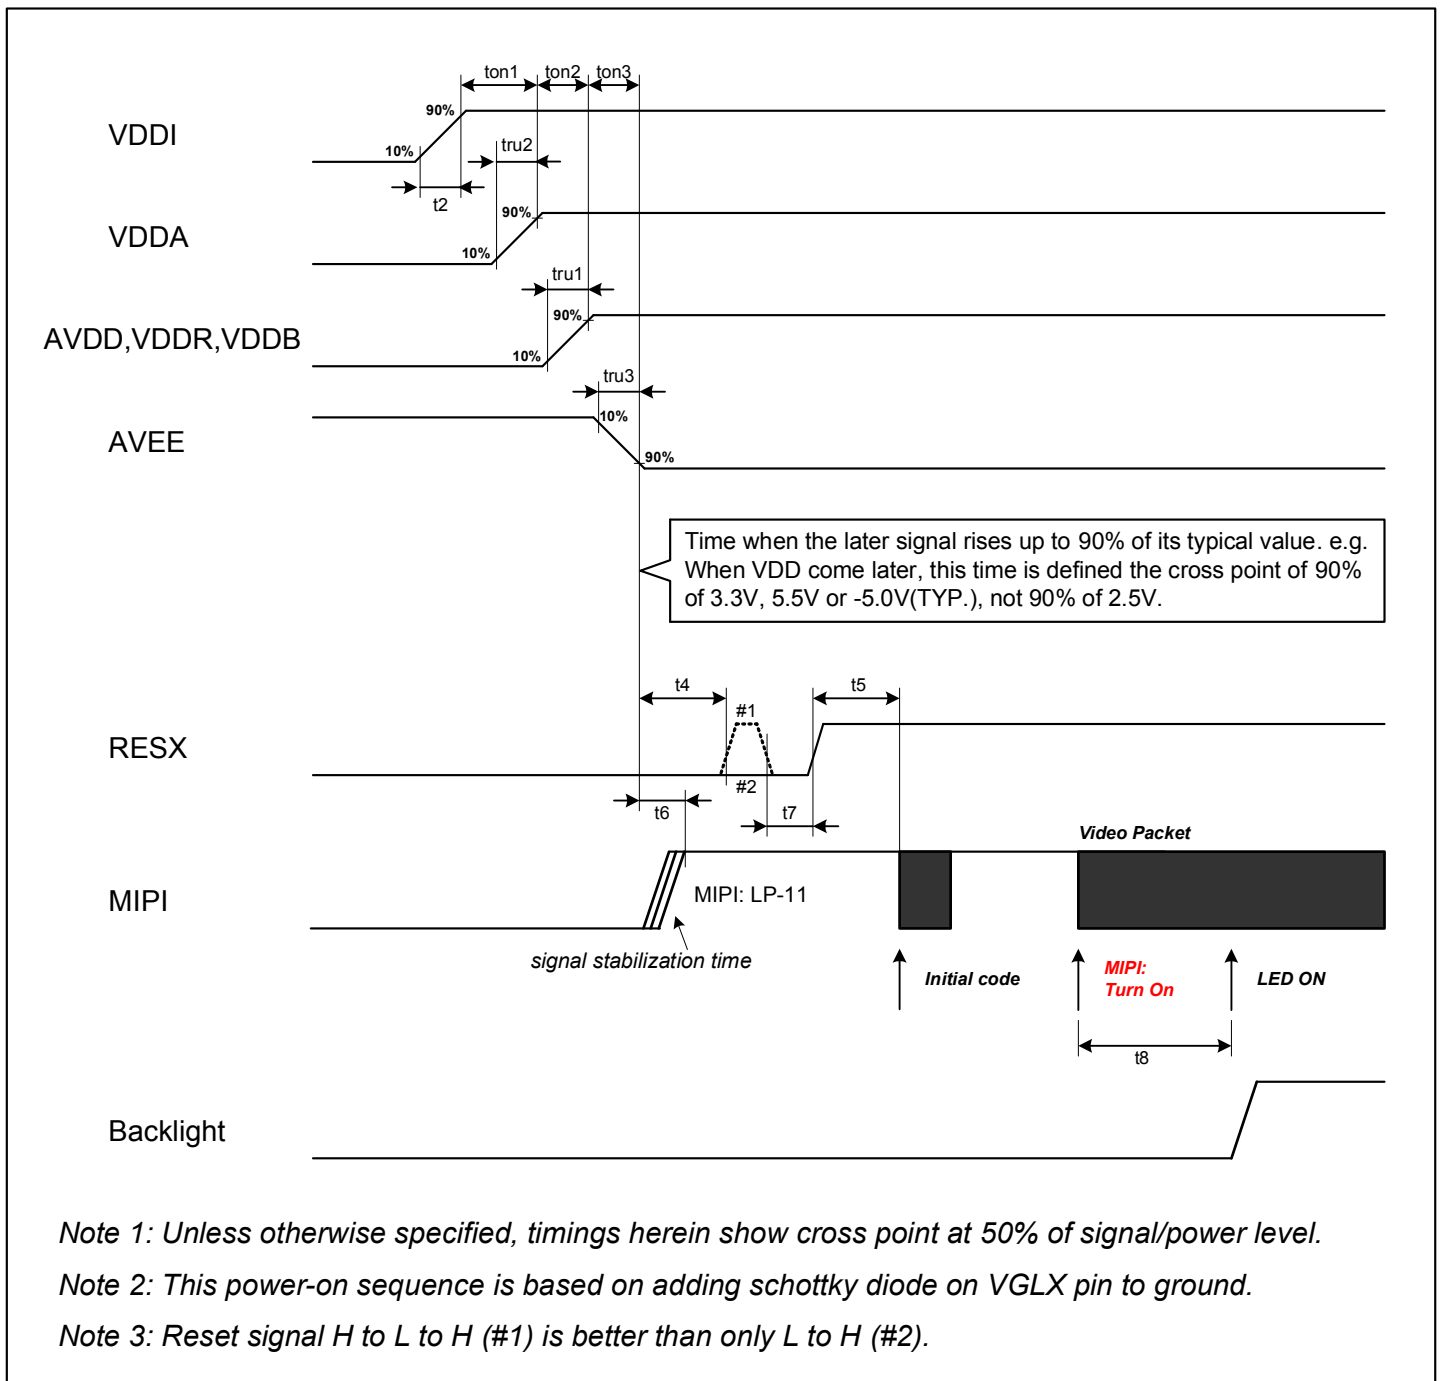 ton1 ton2 ton3
90%
VDDI
10%
tru2
t2
90%
VDDA
10%
tru1
90%
AVDD,VDDR,VDDB
10%
tru3
10%
AVEE
90%
Time when the later signal rises up to 90% of its typical value. e.g.
When VDD come later, this time is defined the cross point of 90%
of 3.3V, 5.5V or -5.0V(TYP.), not 90% of 2.5V.
t4 t5
#1
RESX
#2
t6 t7
Video Packet
MIPI
MIPI: LP-11
signal stabilization time
Initial code
MIPI:
Turn On
LED ON
t8
Backlight
Note 1: Unless otherwise specified, timings herein show cross point at 50% of signal/power level.
Note 2: This power-on sequence is based on adding schottky diode on VGLX pin to ground.
Note 3: Reset signal H to L to H (#1) is better than only L to H (#2).